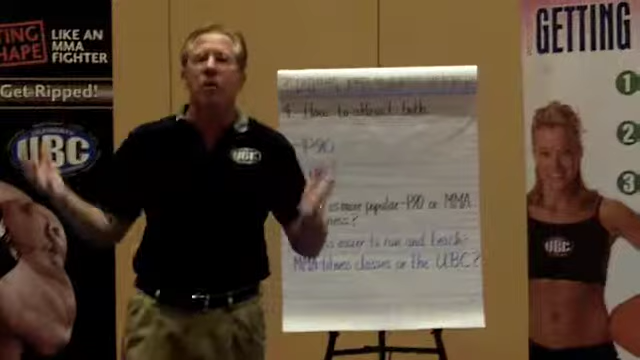 TING
HAPE
LIKE AN
MMA
FIGHTER
Get Ripped!
UBC
UBC
4. How to attract both
P90
is more popular - P90 or MMA
ness?
is easier to run and teach -
MMA fitness classes or the UBC?
GETTING
1
2
3
UBC